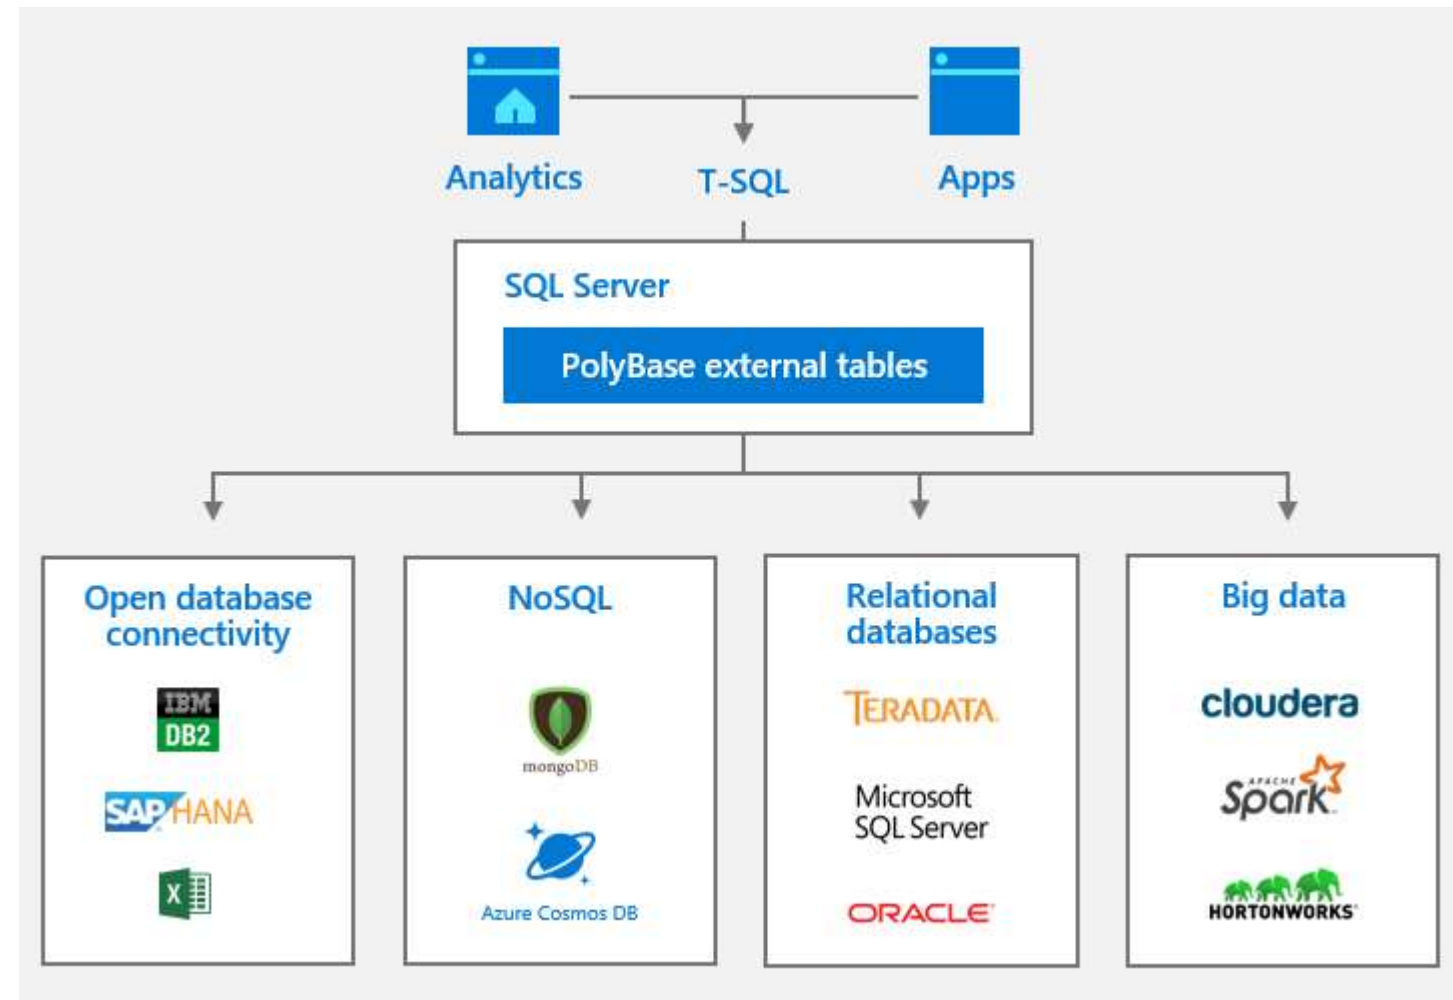 Analytics
T-SQL
Apps
SQL Server
PolyBase external tables
Open database
connectivity
IBM
DB2
SAP HANA
X
NoSQL
mongoDB
Azure Cosmos DB
Relational
databases
TERADATA
Microsoft
SQL Server
ORACLE
Big data
cloudera
APACHE
Spark
HORTONWORKS